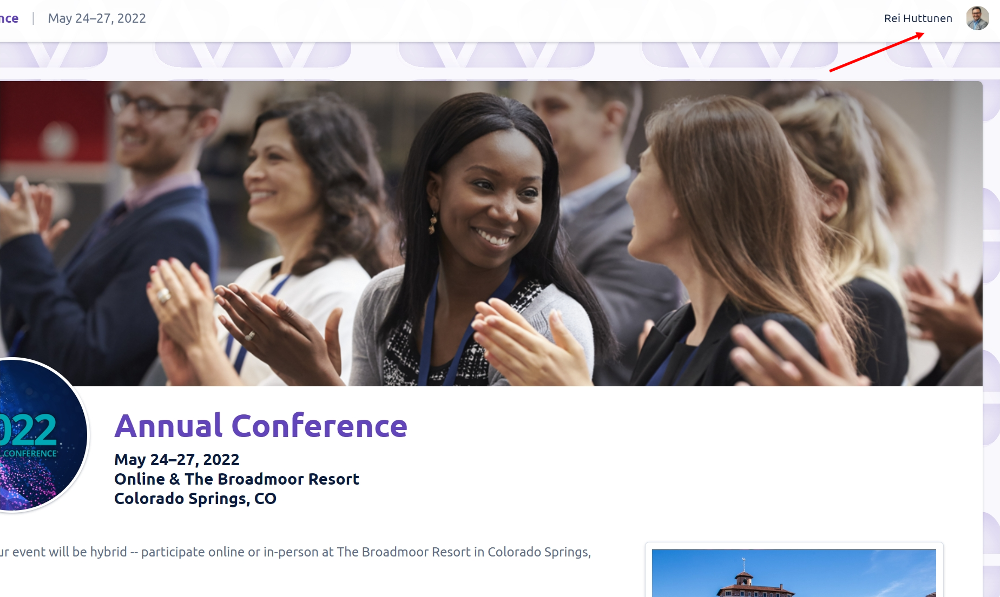 nce | May 24–27, 2022
Rei Huttunen
022
CONFERENCE
Annual Conference
May 24–27, 2022
Online & The Broadmoor Resort
Colorado Springs, CO
ur event will be hybrid -- participate online or in-person at The Broadmoor Resort in Colorado Springs,